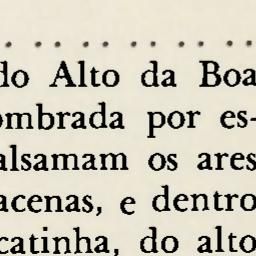 . . . . . . . . . . .
do Alto da Boa
ombrada por es-
alsamam os ares
acenas, e dentro
catinha, do alto